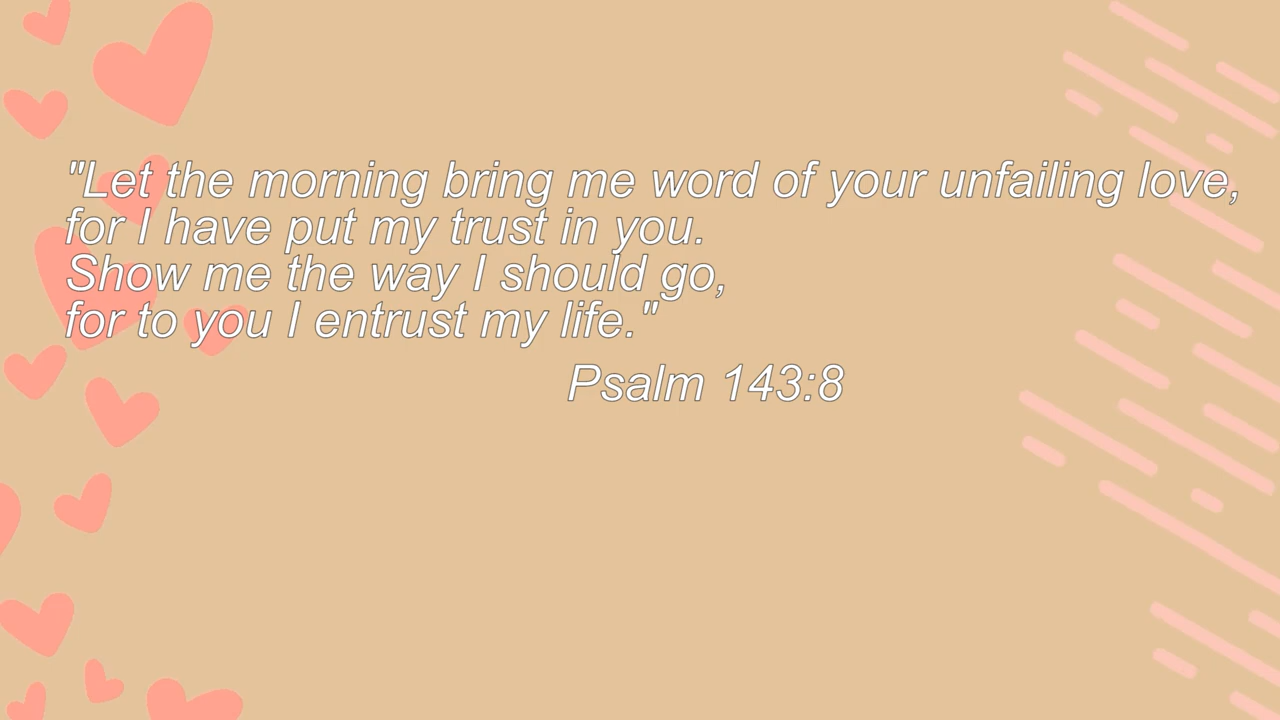 "Let the morning bring me word of your unfailing love,
for I have put my trust in you.
Show me the way I should go,
for to you I entrust my life."
Psalm 143:8